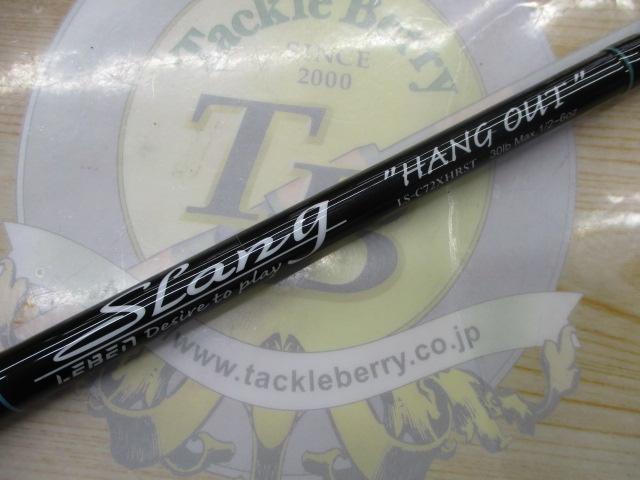 Tackle Berry
SINCE
2000
TB
"HANG OUT"
LS-C72XHRST 30lb Max 1/2~6oz
Slang
LEBEN Desire to play
www.tackleberry.co.jp